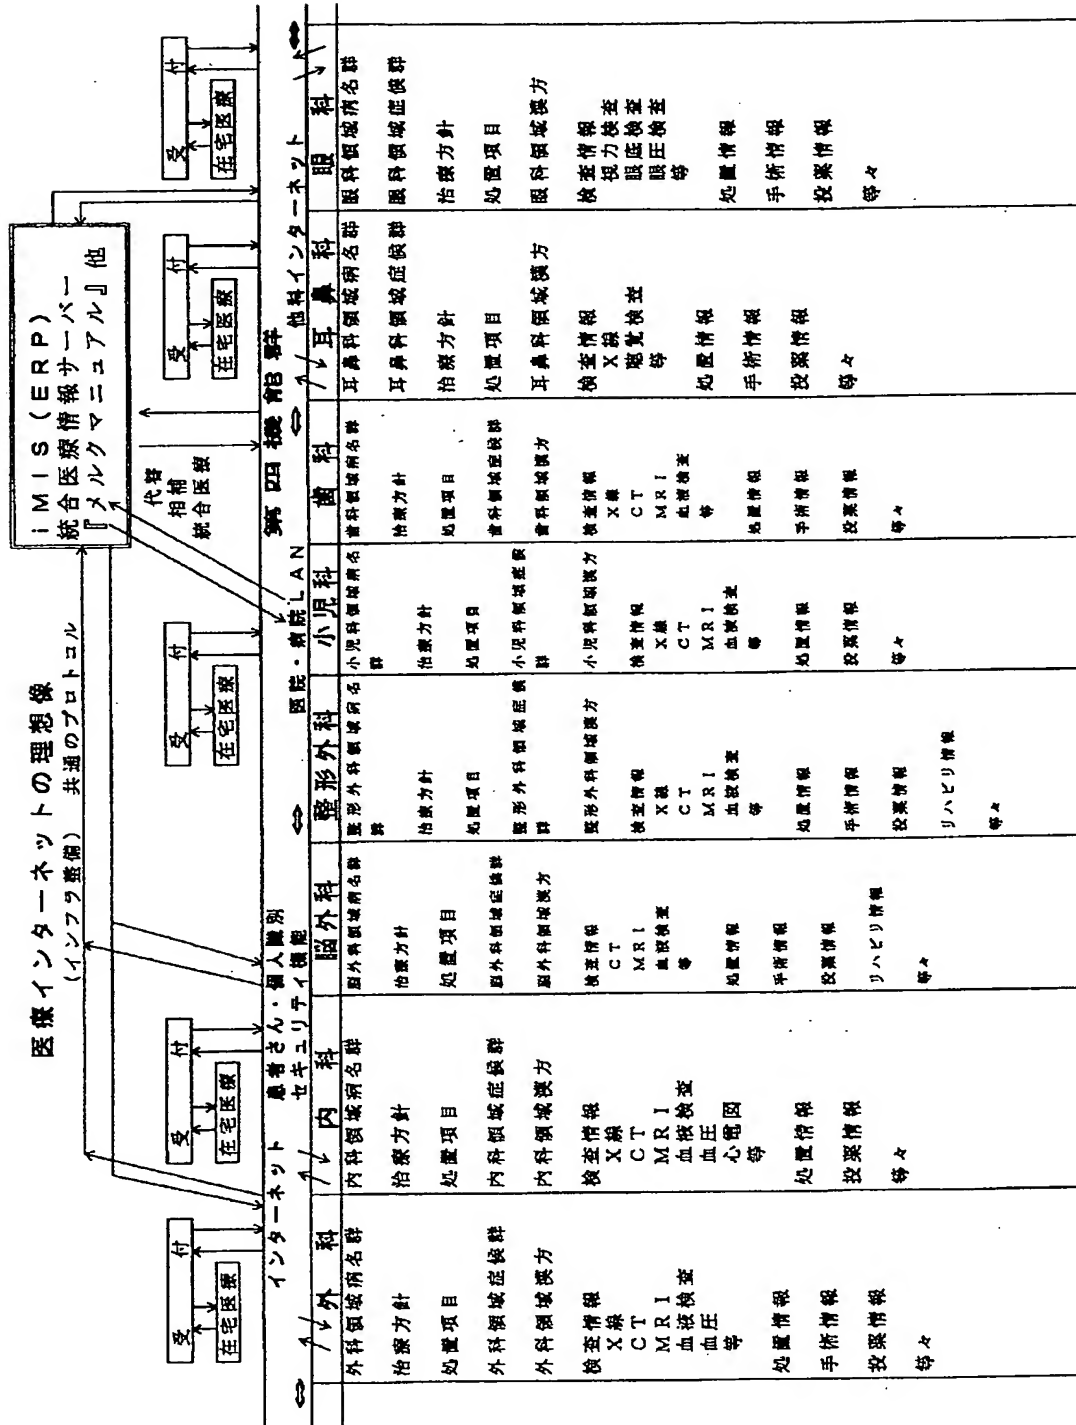 医療インターネットの理想像
(インフラ整備) 共通のプロトコル
iMIS(ERP)
統合医療情報サーバー
『メルクマニュアル』他
代替
相補
統合医療
受 付
在宅医療
受 付
在宅医療
受 付
在宅医療
受 付
在宅医療
受 付
在宅医療
インターネット
患者さん・個人識別
セキュリティ機能
医院・病院LAN
第四機能群
他科インターネット
外 科
外科領域病名群
治療方針
処置項目
外科領域症候群
外科領域漢方
検査情報
X線
CT
MRI
血液検査
血圧
等
処置情報
手術情報
投薬情報
等々
内 科
内科領域病名群
治療方針
処置項目
内科領域症候群
内科領域漢方
検査情報
X線
CT
MRI
血液検査
血圧
心電図
等
処置情報
投薬情報
等々
脳外科
脳外科領域病名群
治療方針
処置項目
脳外科領域症候群
脳外科領域漢方
検査情報
CT
MRI
血液検査
等
処置情報
手術情報
投薬情報
リハビリ情報
等々
整形外科
整形外科領域病名
群
治療方針
処置項目
整形外科領域症候
群
整形外科領域漢方
検査情報
X線
CT
MRI
血液検査
等
処置情報
手術情報
投薬情報
リハビリ情報
等々
小児科
小児科領域病名
群
治療方針
処置項目
小児科領域症候
群
小児科領域漢方
検査情報
X線
CT
MRI
血液検査
等
処置情報
投薬情報
等々
歯 科
歯科領域病名群
治療方針
処置項目
歯科領域症候群
歯科領域漢方
検査情報
X線
CT
MRI
血液検査
等
処置情報
手術情報
投薬情報
等々
耳 鼻 科
耳鼻科領域病名群
耳鼻科領域症候群
治療方針
処置項目
耳鼻科領域漢方
検査情報
X線
聴覚検査
等
処置情報
手術情報
投薬情報
等々
眼 科
眼科領域病名群
眼科領域症候群
治療方針
処置項目
眼科領域漢方
検査情報
視力検査
眼底検査
眼圧検査
等
処置情報
手術情報
投薬情報
等々